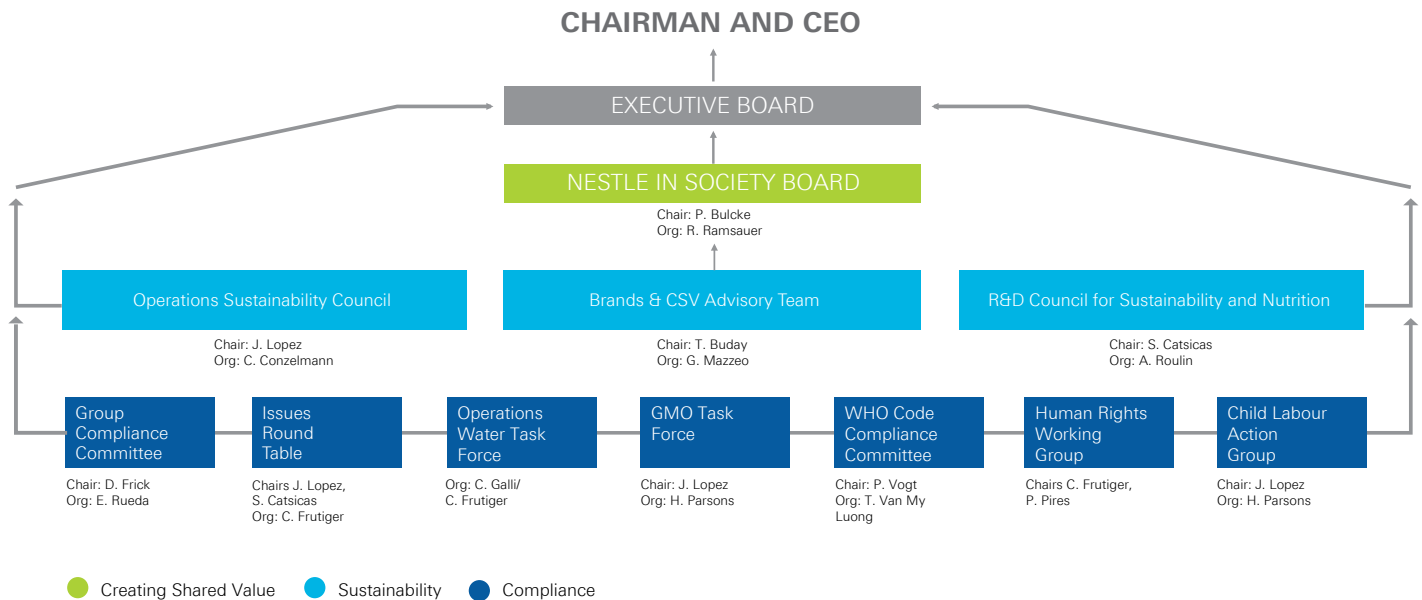 CHAIRMAN AND CEO
EXECUTIVE BOARD
NESTLE IN SOCIETY BOARD
Chair: P. Bulcke
Org: R. Ramsauer
Operations Sustainability Council
Chair: J. Lopez
Org: C. Conzelmann
Brands & CSV Advisory Team
Chair: T. Buday
Org: G. Mazzeo
R&D Council for Sustainability and Nutrition
Chair: S. Catsicas
Org: A. Roulin
Group
Compliance
Committee
Chair: D. Frick
Org: E. Rueda
Issues
Round
Table
Chairs J. Lopez,
S. Catsicas
Org: C. Frutiger
Operations
Water Task
Force
Org: C. Galli/
C. Frutiger
GMO Task
Force
Chair: J. Lopez
Org: H. Parsons
WHO Code
Compliance
Committee
Chair: P. Vogt
Org: T. Van My
Luong
Human Rights
Working
Group
Chairs C. Frutiger,
P. Pires
Child Labour
Action
Group
Chair: J. Lopez
Org: H. Parsons
Creating Shared Value
Sustainability
Compliance